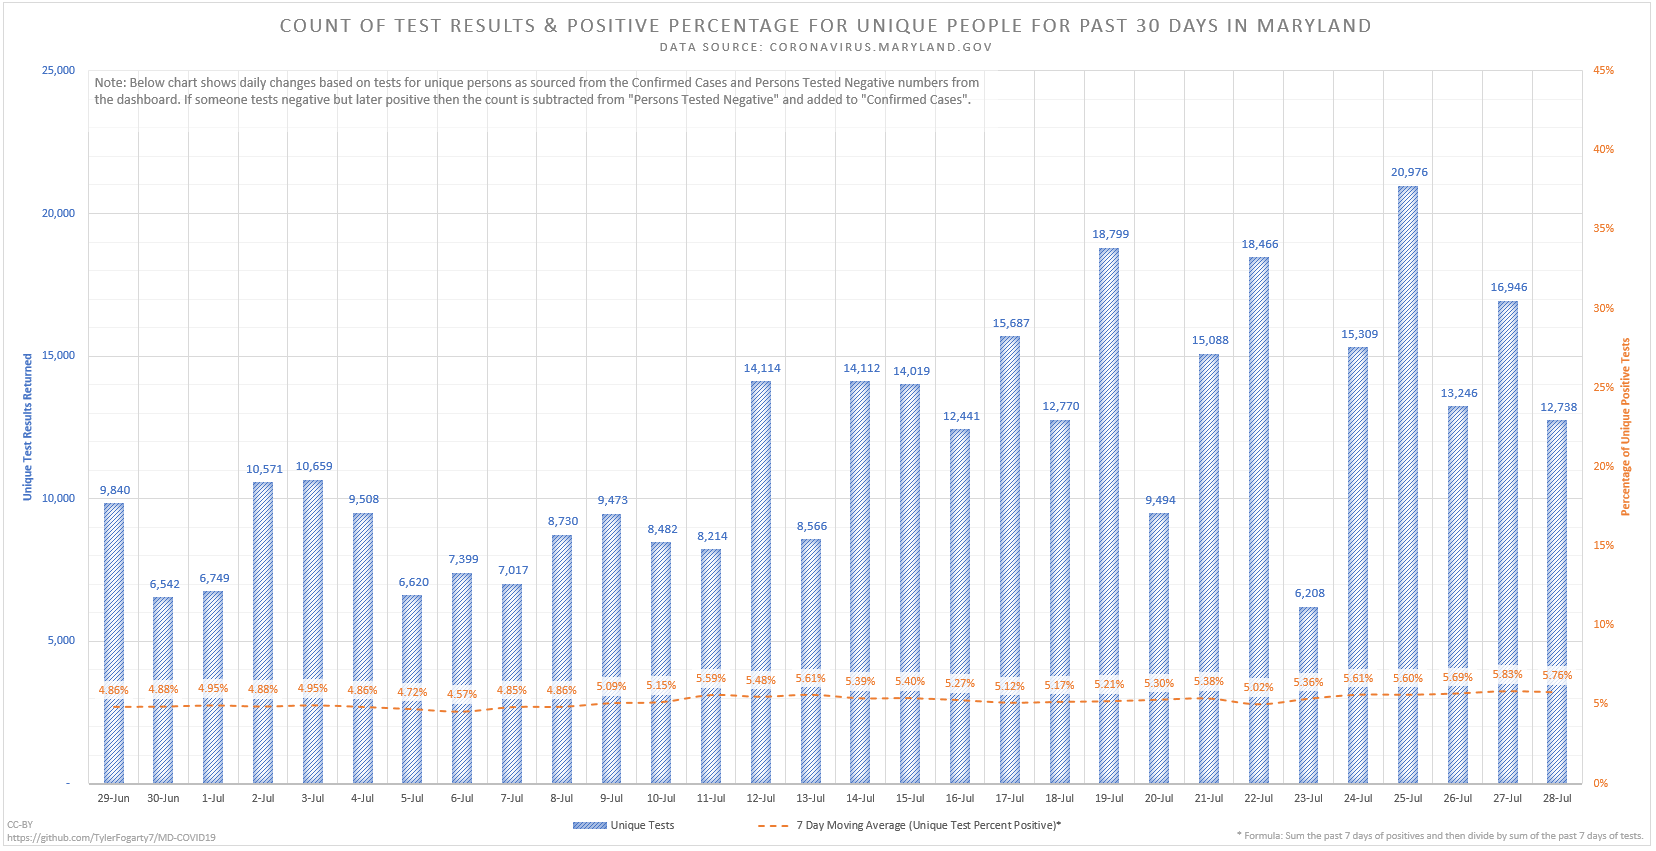 COUNT OF TEST RESULTS & POSITIVE PERCENTAGE FOR UNIQUE PEOPLE FOR PAST 30 DAYS IN MARYLAND
DATA SOURCE: CORONAVIRUS.MARYLAND.GOV
Note: Below chart shows daily changes based on tests for unique persons as sourced from the Confirmed Cases and Persons Tested Negative numbers from
the dashboard. If someone tests negative but later positive then the count is subtracted from "Persons Tested Negative" and added to "Confirmed Cases".
Unique Test Results Returned
25,000
20,000
15,000
10,000
5,000
-
9,840
6,542
6,749
10,571
10,659
9,508
6,620
7,399
7,017
8,730
9,473
8,482
8,214
14,114
8,566
14,112
14,019
12,441
15,687
12,770
18,799
9,494
15,088
18,466
6,208
15,309
20,976
13,246
16,946
12,738
4.86%
4.88%
4.95%
4.88%
4.95%
4.86%
4.72%
4.57%
4.85%
4.86%
5.09%
5.15%
5.59%
5.48%
5.61%
5.39%
5.40%
5.27%
5.12%
5.17%
5.21%
5.30%
5.38%
5.02%
5.36%
5.61%
5.60%
5.69%
5.83%
5.76%
45%
40%
35%
30%
25%
20%
15%
10%
5%
0%
Percentage of Unique Positive Tests
29-Jun
30-Jun
1-Jul
2-Jul
3-Jul
4-Jul
5-Jul
6-Jul
7-Jul
8-Jul
9-Jul
10-Jul
11-Jul
12-Jul
13-Jul
14-Jul
15-Jul
16-Jul
17-Jul
18-Jul
19-Jul
20-Jul
21-Jul
22-Jul
23-Jul
24-Jul
25-Jul
26-Jul
27-Jul
28-Jul
Unique Tests
7 Day Moving Average (Unique Test Percent Positive)*
CC-BY
https://github.com/TylerFogarty7/MD-COVID19
* Formula: Sum the past 7 days of positives and then divide by sum of the past 7 days of tests.